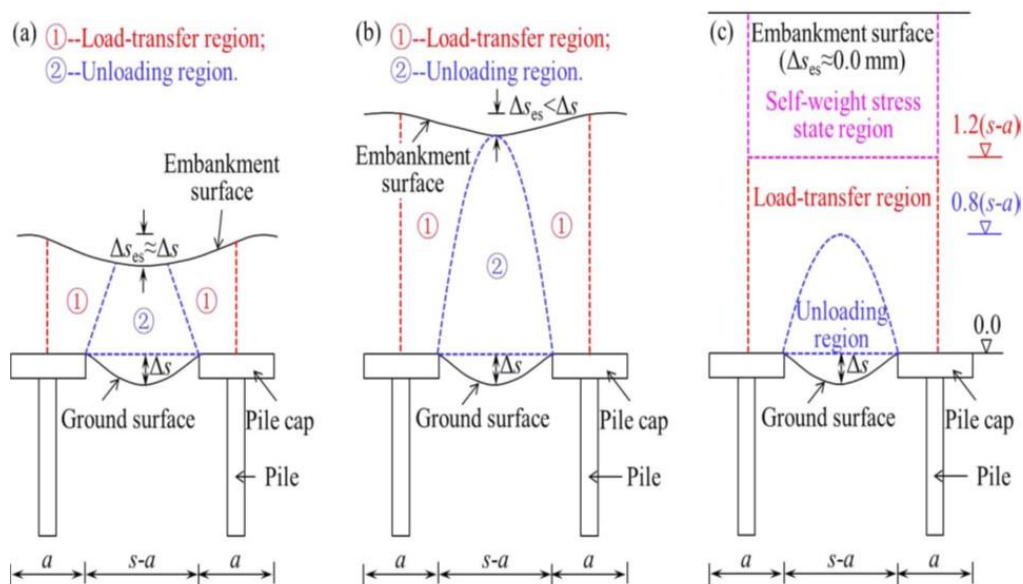 (a) ①--Load-transfer region;
②--Unloading region.
Embankment
surface
Δses≈Δs
①
②
①
Δs
Ground surface
Pile cap
Pile
a
s-a
a
(b) ①--Load-transfer region;
②--Unloading region.
Δses<Δs
Embankment
surface
①
②
①
Δs
Ground surface
Pile cap
Pile
a
s-a
a
(c)
Embankment surface
(Δses≈0.0 mm)
Self-weight stress
state region
1.2(s-a)
Load-transfer region
0.8(s-a)
Unloading
region
0.0
Δs
Ground surface
Pile cap
Pile
a
s-a
a